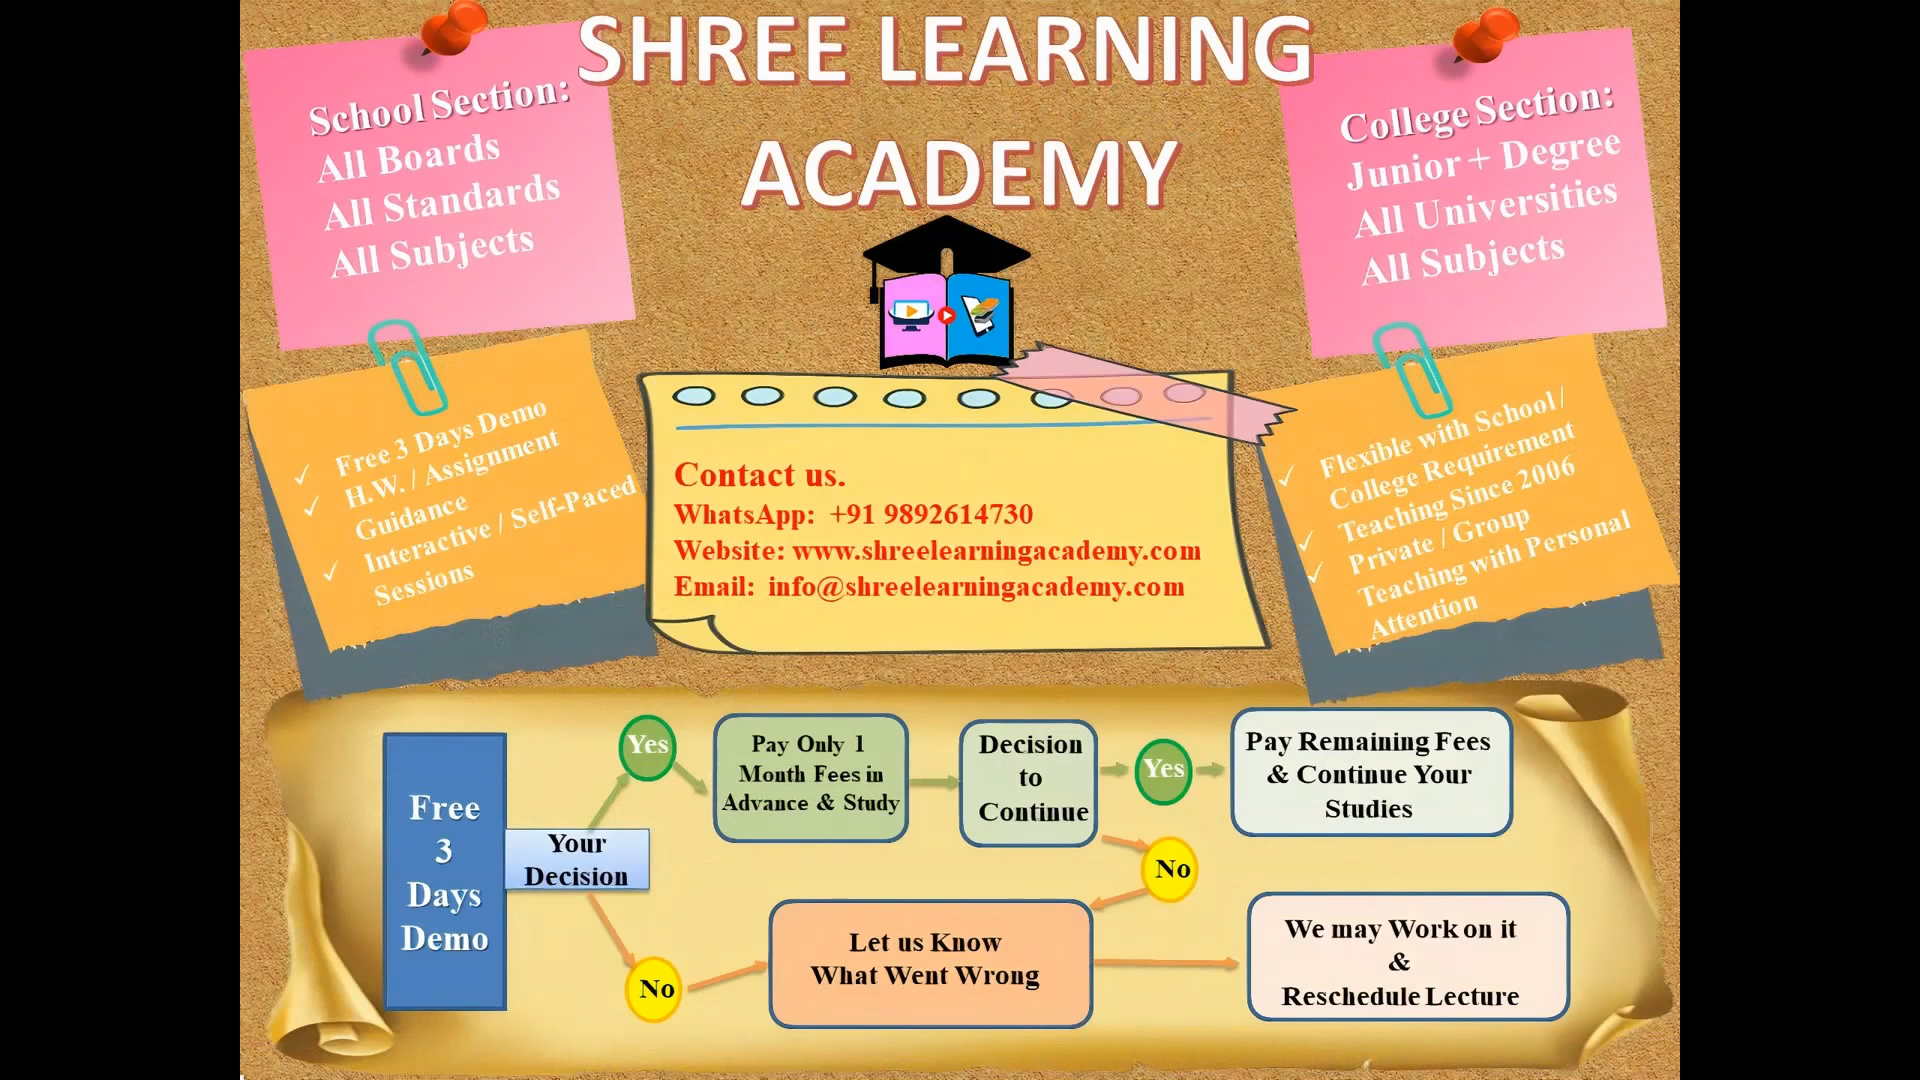 SHREE LEARNING
ACADEMY
School Section:
All Boards
All Standards
All Subjects
College Section:
Junior + Degree
All Universities
All Subjects
✓ Free 3 Days Demo
✓ H.W. / Assignment
Guidance
✓ Interactive / Self-Paced
Sessions
Contact us.
WhatsApp: +91 9892614730
Website: www.shreelearningacademy.com
Email: info@shreelearningacademy.com
✓ Flexible with School /
College Requirement
✓ Teaching Since 2006
✓ Private / Group
Teaching with Personal
Attention
Free
3
Days
Demo
Your
Decision
Yes
Pay Only 1
Month Fees in
Advance & Study
Decision
to
Continue
Yes
Pay Remaining Fees
& Continue Your
Studies
No
No
Let us Know
What Went Wrong
We may Work on it
&
Reschedule Lecture